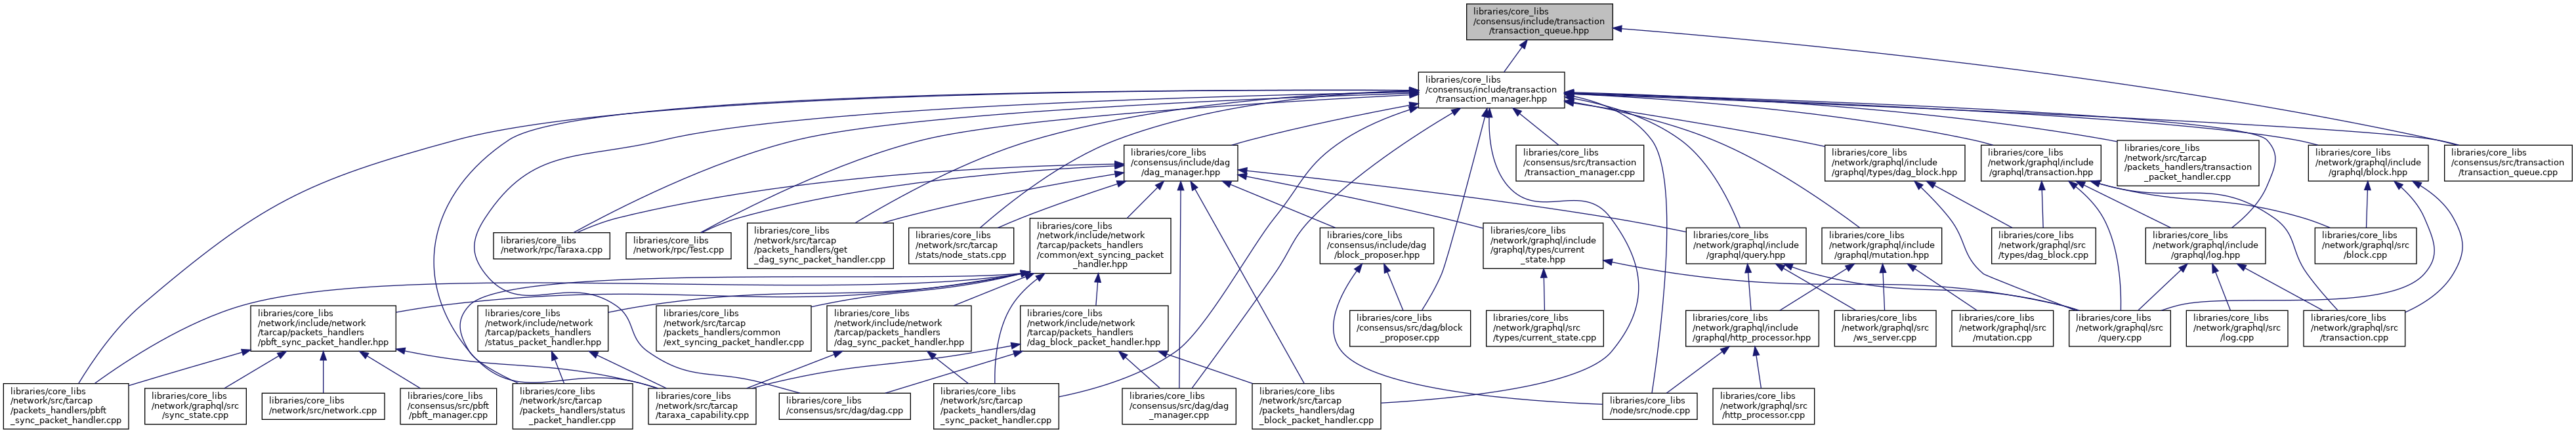 libraries/core_libs
/consensus/include/transaction
/transaction_queue.hpp
libraries/core_libs
/consensus/include/transaction
/transaction_manager.hpp
libraries/core_libs
/consensus/include/dag
/dag_manager.hpp
libraries/core_libs
/consensus/src/transaction
/transaction_manager.cpp
libraries/core_libs
/network/graphql/include
/graphql/types/dag_block.hpp
libraries/core_libs
/network/graphql/include
/graphql/transaction.hpp
libraries/core_libs
/network/src/tarcap
/packets_handlers/transaction
_packet_handler.cpp
libraries/core_libs
/network/graphql/include
/graphql/block.hpp
libraries/core_libs
/consensus/src/transaction
/transaction_queue.cpp
libraries/core_libs
/network/rpc/Taraxa.cpp
libraries/core_libs
/network/rpc/Test.cpp
libraries/core_libs
/network/src/tarcap
/packets_handlers/get
_dag_sync_packet_handler.cpp
libraries/core_libs
/network/src/tarcap
/stats/node_stats.cpp
libraries/core_libs
/network/include/network
/tarcap/packets_handlers
/common/ext_syncing_packet
_handler.hpp
libraries/core_libs
/consensus/include/dag
/block_proposer.hpp
libraries/core_libs
/network/graphql/include
/graphql/types/current
_state.hpp
libraries/core_libs
/network/graphql/include
/graphql/query.hpp
libraries/core_libs
/network/graphql/include
/graphql/mutation.hpp
libraries/core_libs
/network/graphql/src
/types/dag_block.cpp
libraries/core_libs
/network/graphql/include
/graphql/log.hpp
libraries/core_libs
/network/graphql/src
/block.cpp
libraries/core_libs
/network/include/network
/tarcap/packets_handlers
/pbft_sync_packet_handler.hpp
libraries/core_libs
/network/include/network
/tarcap/packets_handlers
/status_packet_handler.hpp
libraries/core_libs
/network/src/tarcap
/packets_handlers/common
/ext_syncing_packet_handler.cpp
libraries/core_libs
/network/include/network
/tarcap/packets_handlers
/dag_sync_packet_handler.hpp
libraries/core_libs
/network/include/network
/tarcap/packets_handlers
/dag_block_packet_handler.hpp
libraries/core_libs
/consensus/src/dag/block
_proposer.cpp
libraries/core_libs
/network/graphql/src
/types/current_state.cpp
libraries/core_libs
/network/graphql/include
/graphql/http_processor.hpp
libraries/core_libs
/network/graphql/src
/ws_server.cpp
libraries/core_libs
/network/graphql/src
/mutation.cpp
libraries/core_libs
/network/graphql/src
/query.cpp
libraries/core_libs
/network/graphql/src
/log.cpp
libraries/core_libs
/network/graphql/src
/transaction.cpp
libraries/core_libs
/network/src/tarcap
/packets_handlers/pbft
_sync_packet_handler.cpp
libraries/core_libs
/network/graphql/src
/sync_state.cpp
libraries/core_libs
/network/src/network.cpp
libraries/core_libs
/consensus/src/pbft
/pbft_manager.cpp
libraries/core_libs
/network/src/tarcap
/packets_handlers/status
_packet_handler.cpp
libraries/core_libs
/network/src/tarcap
/taraxa_capability.cpp
libraries/core_libs
/consensus/src/dag/dag.cpp
libraries/core_libs
/network/src/tarcap
/packets_handlers/dag
_sync_packet_handler.cpp
libraries/core_libs
/consensus/src/dag/dag
_manager.cpp
libraries/core_libs
/network/src/tarcap
/packets_handlers/dag
_block_packet_handler.cpp
libraries/core_libs
/node/src/node.cpp
libraries/core_libs
/network/graphql/src
/http_processor.cpp